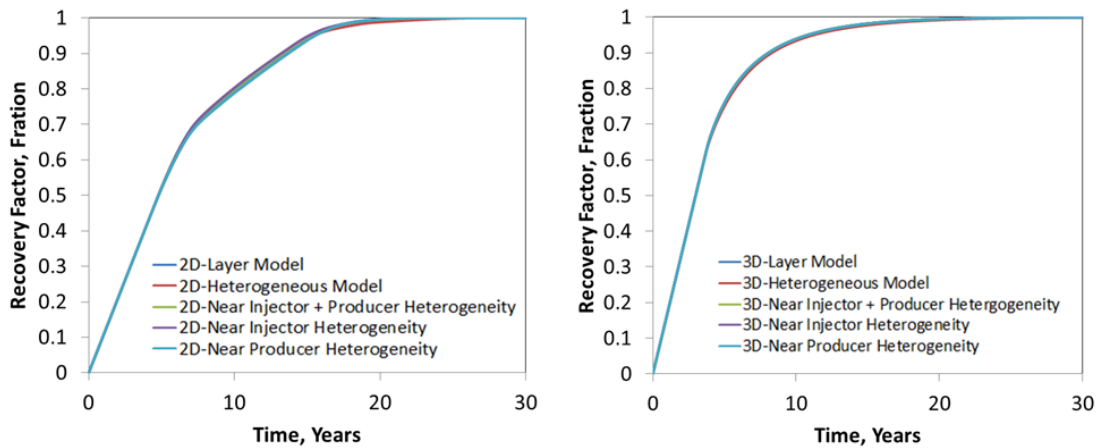 1
0.9
0.8
0.7
0.6
0.5
0.4
0.3
0.2
0.1
0
Recovery Factor, Fration
2D-Layer Model
2D-Heterogeneous Model
2D-Near Injector + Producer Heterogeneity
2D-Near Injector Heterogeneity
2D-Near Producer Heterogeneity
0 10 20 30
Time, Years
1
0.9
0.8
0.7
0.6
0.5
0.4
0.3
0.2
0.1
0
Recovery Factor, Fraction
3D-Layer Model
3D-Heterogeneous Model
3D-Near Injector + Producer Hetergogeneity
3D-Near Injector Heterogeneity
3D-Near Producer Heterogeneity
0 10 20 30
Time, Years